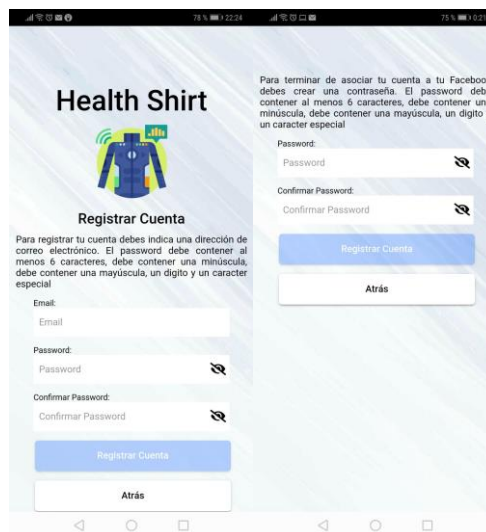 78 % 22:24
Health Shirt
Registrar Cuenta
Para registrar tu cuenta debes indica una dirección de
correo electrónico. El password debe contener al
menos 6 caracteres, debe contener una minúscula,
debe contener una mayúscula, un digito y un caracter
especial
Email:
Email
Password:
Password
Confirmar Password:
Confirmar Password
Registrar Cuenta
Atrás
75 % 0:21
Para terminar de asociar tu cuenta a tu Faceboo
debes crear una contraseña. El password deb
contener al menos 6 caracteres, debe contener un
minúscula, debe contener una mayúscula, un digito
un caracter especial
Password:
Password
Confirmar Password:
Confirmar Password
Registrar Cuenta
Atrás